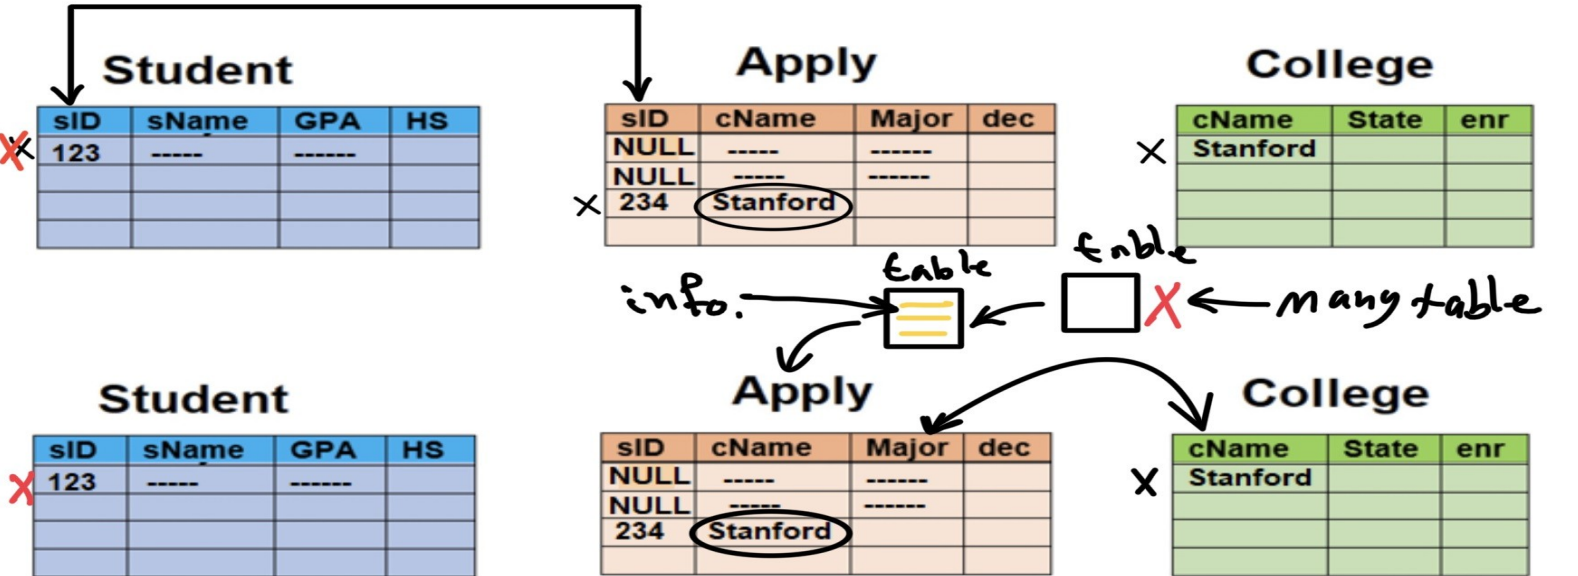 Student Apply College
sID sName GPA HS sID cName Major dec cName State enr
123 ----- ------ NULL ----- ------ Stanford
NULL ----- ------
234 Stanford
table tnble
info. many table
Student Apply College
sID sName GPA HS sID cName Major dec cName State enr
123 ----- ------ NULL ----- ------ Stanford
NULL ----- ------
234 Stanford